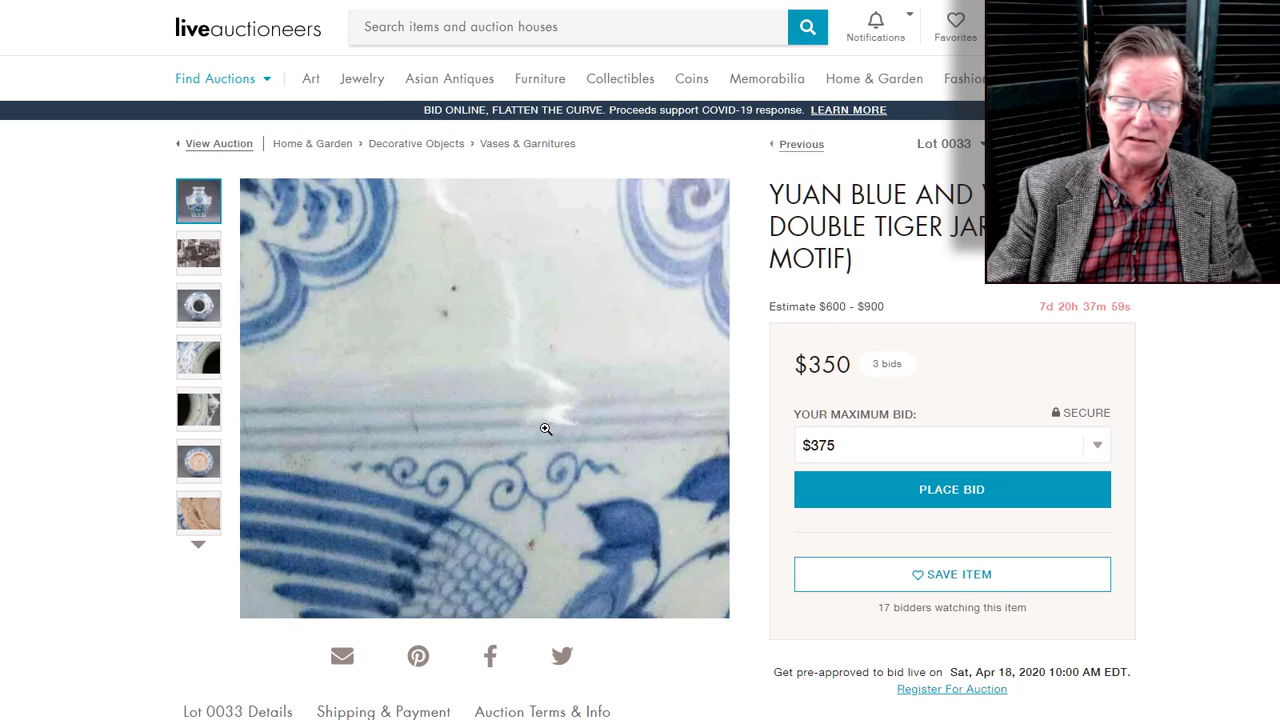 liveauctioneers
Search items and auction houses
Notifications
Favorites
Find Auctions
Art
Jewelry
Asian Antiques
Furniture
Collectibles
Coins
Memorabilia
Home & Garden
BID ONLINE, FLATTEN THE CURVE. Proceeds support COVID-19 response. LEARN MORE
View Auction
Home & Garden › Decorative Objects › Vases & Garnitures
Previous
Lot 0033
YUAN BLUE AND
DOUBLE TIGER JAR
MOTIF)
Estimate $600 - $900
7d 20h 37m 59s
$350
3 bids
YOUR MAXIMUM BID:
SECURE
$375
PLACE BID
SAVE ITEM
17 bidders watching this item
Get pre-approved to bid live on Sat, Apr 18, 2020 10:00 AM EDT.
Register For Auction
Lot 0033 Details
Shipping & Payment
Auction Terms & Info